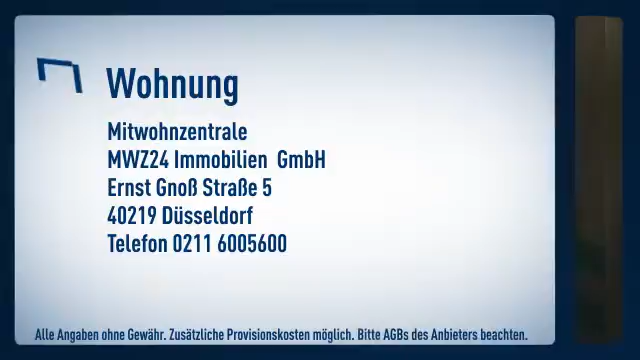 Wohnung
Mitwohnzentrale
MWZ24 Immobilien GmbH
Ernst Gnoß Straße 5
40219 Düsseldorf
Telefon 0211 6005600
Alle Angaben ohne Gewähr. Zusätzliche Provisionskosten möglich. Bitte AGBs des Anbieters beachten.